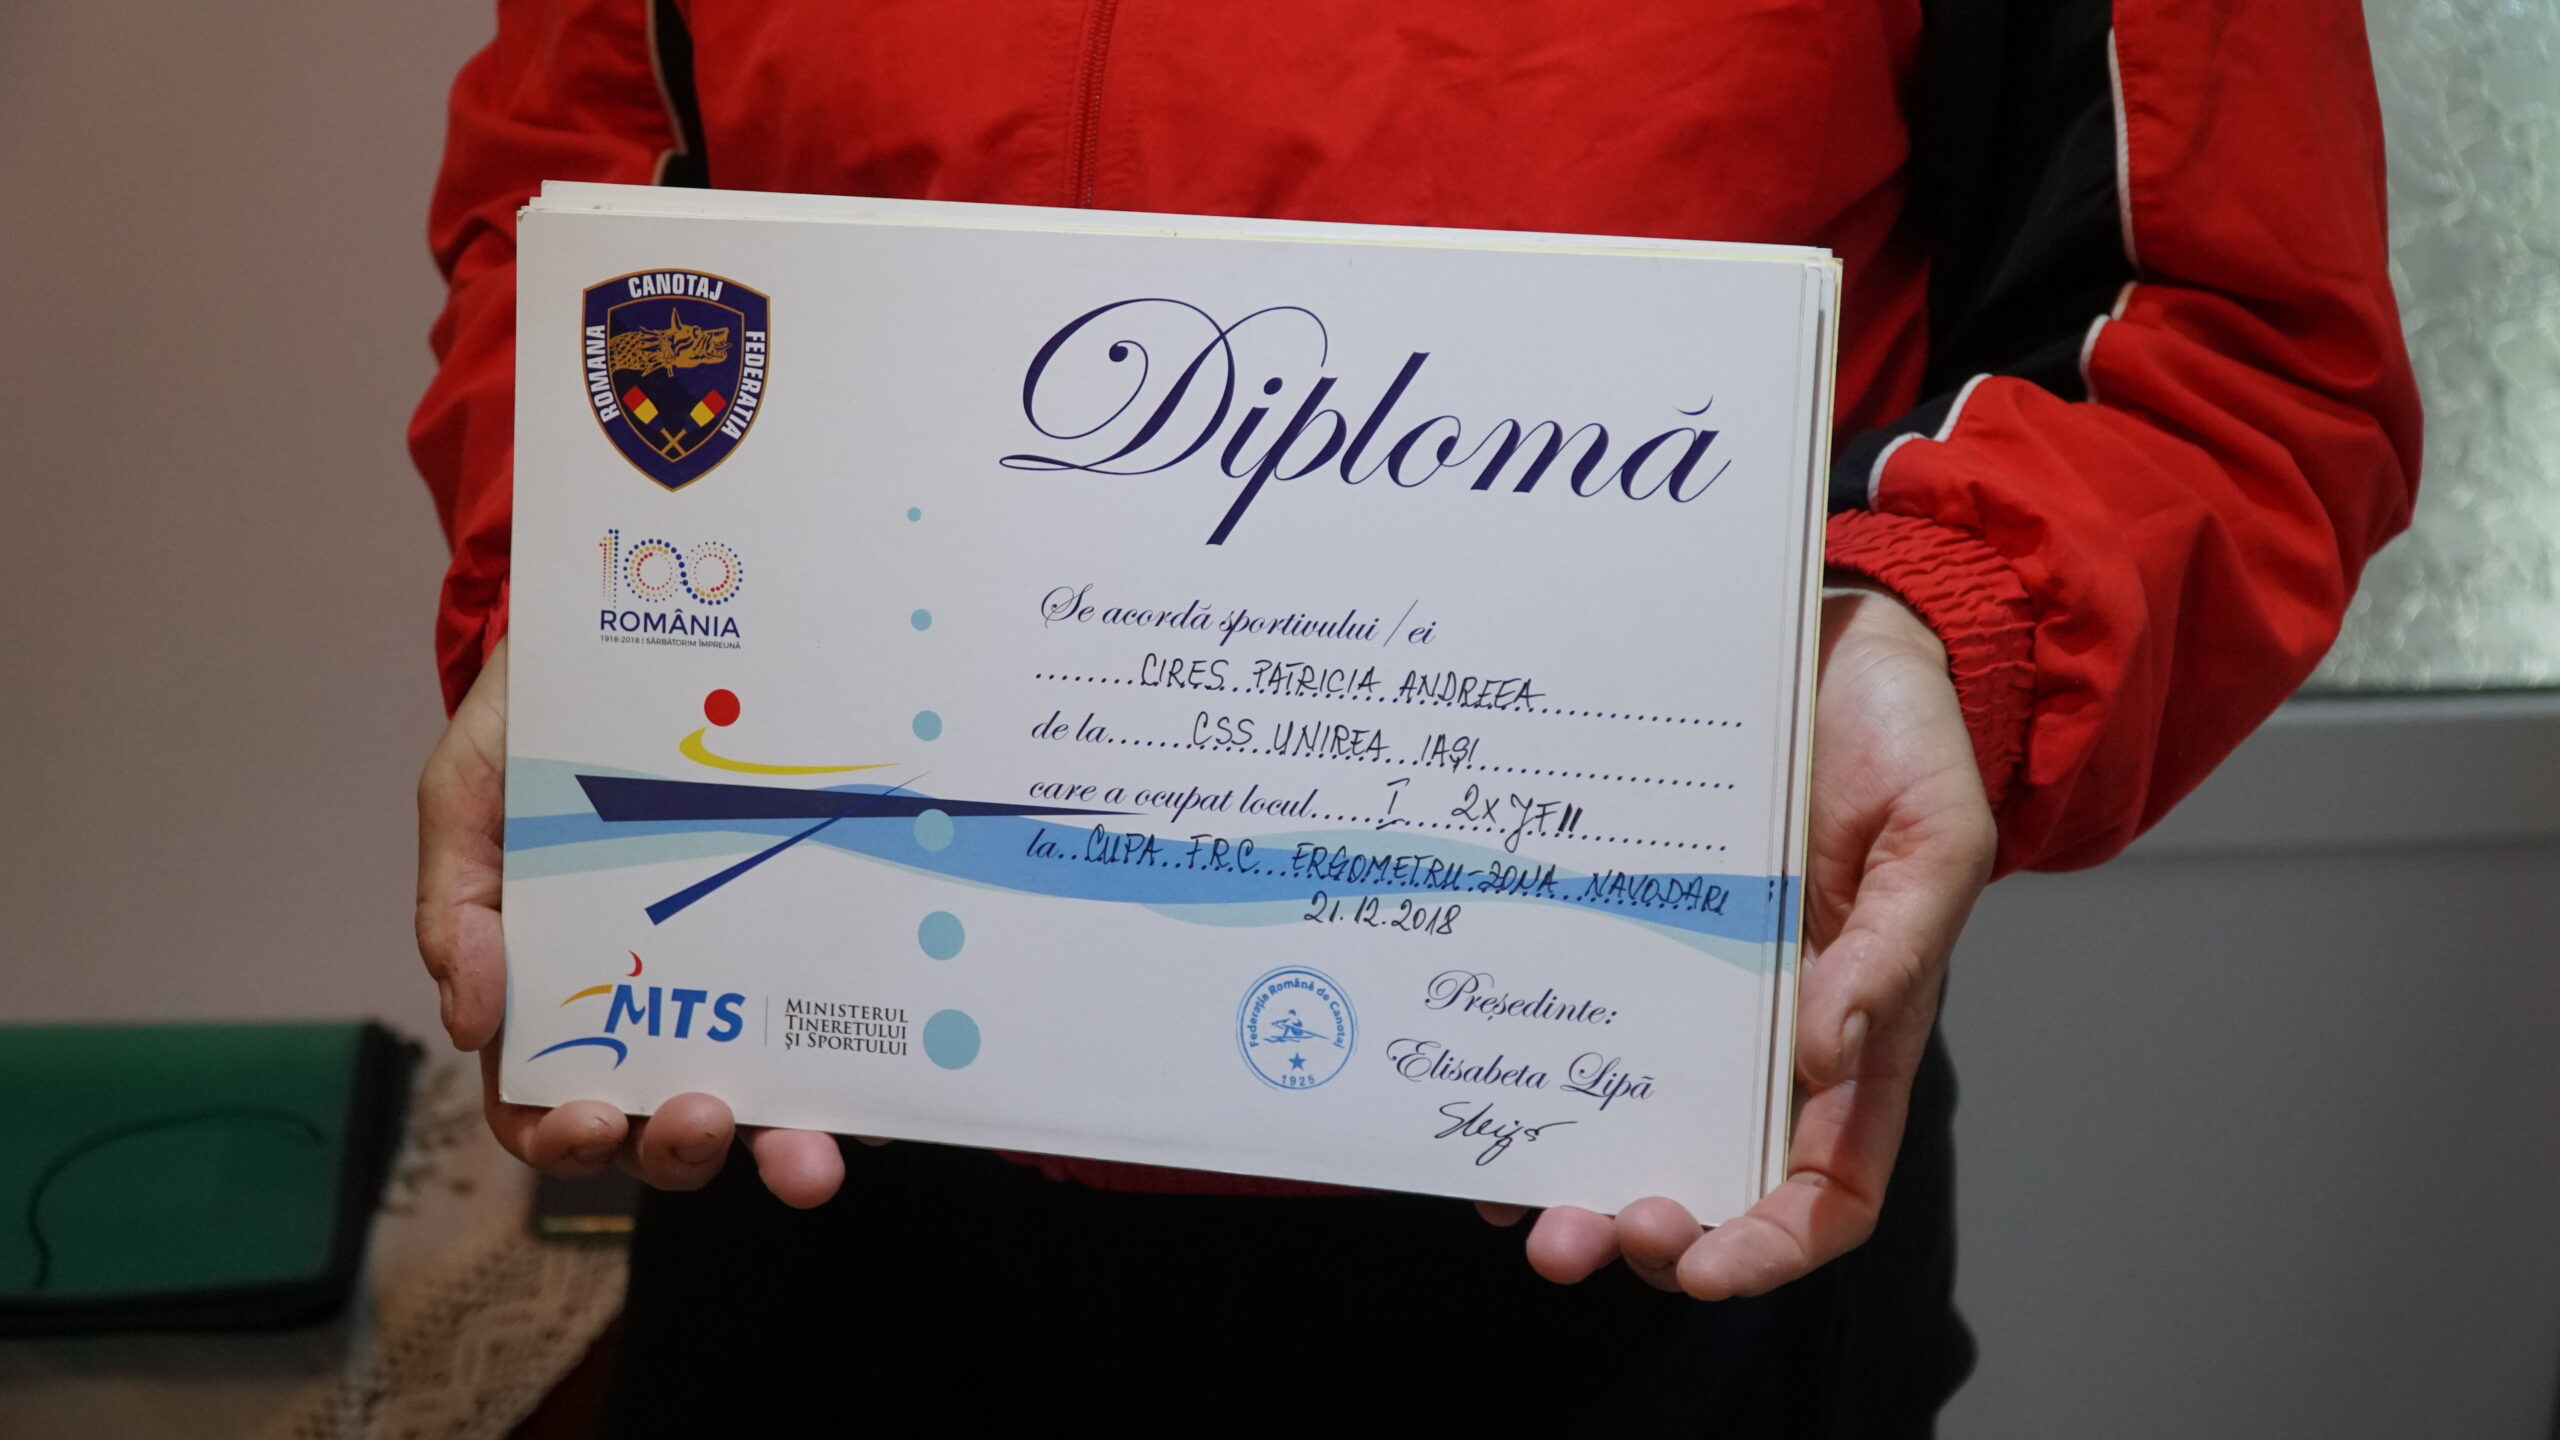 CANOTAJ
ROMANA
FEDERATIA
Diplomă
100
ROMÂNIA
1918-2018 | SĂRBĂTORIM ÎMPREUNĂ
Se acordă sportivului / ei
........CIRES PATRICIA ANDREEA........
de la.......CSS UNIREA IAȘI........
care a ocupat locul......I 2X JF II........
la..CUPA F.R.C ERGOMETRU-ZONA NAVODARI
21.12.2018
MTS
MINISTERUL
TINERETULUI
ŞI SPORTULUI
Federația Română de Canotaj
1925
Președinte:
Elisabeta Lipă